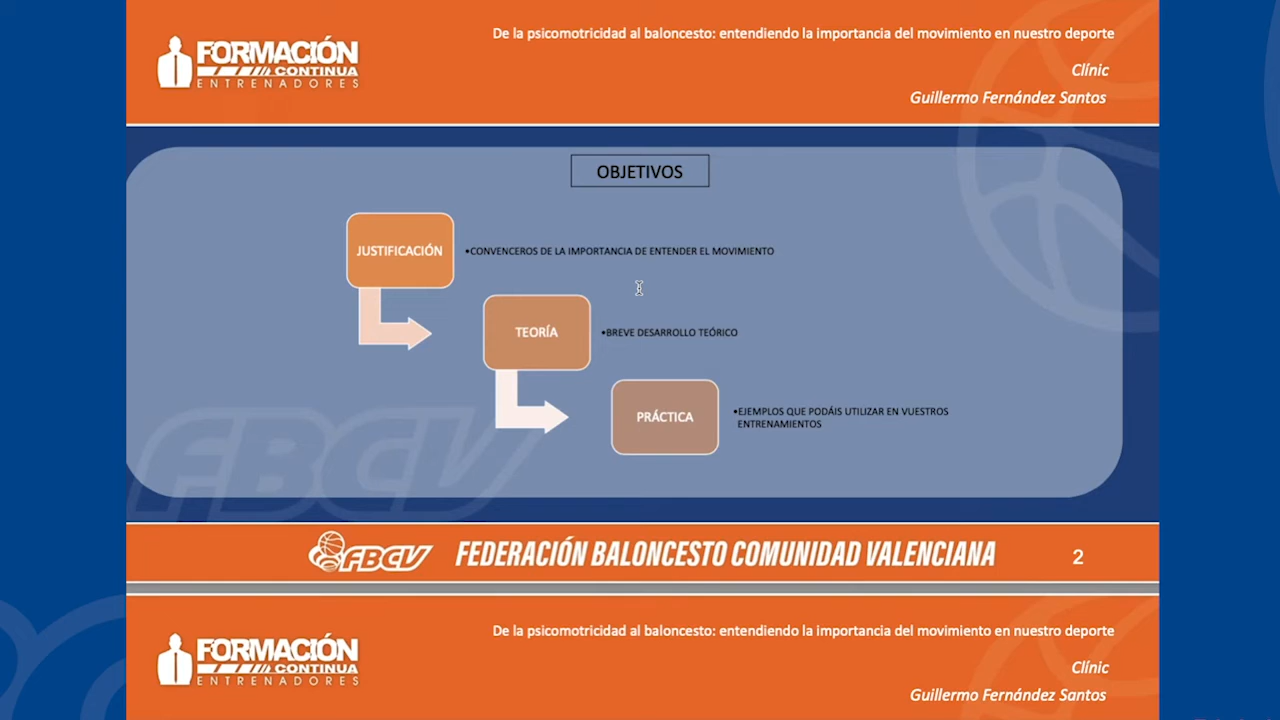 De la psicomotricidad al baloncesto: entendiendo la importancia del movimiento en nuestro deporte
FORMACIÓN
CONTINUA
ENTRENADORES
Clínic
Guillermo Fernández Santos
OBJETIVOS
JUSTIFICACIÓN
•CONVENCEROS DE LA IMPORTANCIA DE ENTENDER EL MOVIMIENTO
TEORÍA
•BREVE DESARROLLO TEÓRICO
PRÁCTICA
•EJEMPLOS QUE PODÁIS UTILIZAR EN VUESTROS
ENTRENAMIENTOS
FBCV
FBCV
FEDERACIÓN BALONCESTO COMUNIDAD VALENCIANA
2
De la psicomotricidad al baloncesto: entendiendo la importancia del movimiento en nuestro deporte
FORMACIÓN
CONTINUA
ENTRENADORES
Clínic
Guillermo Fernández Santos